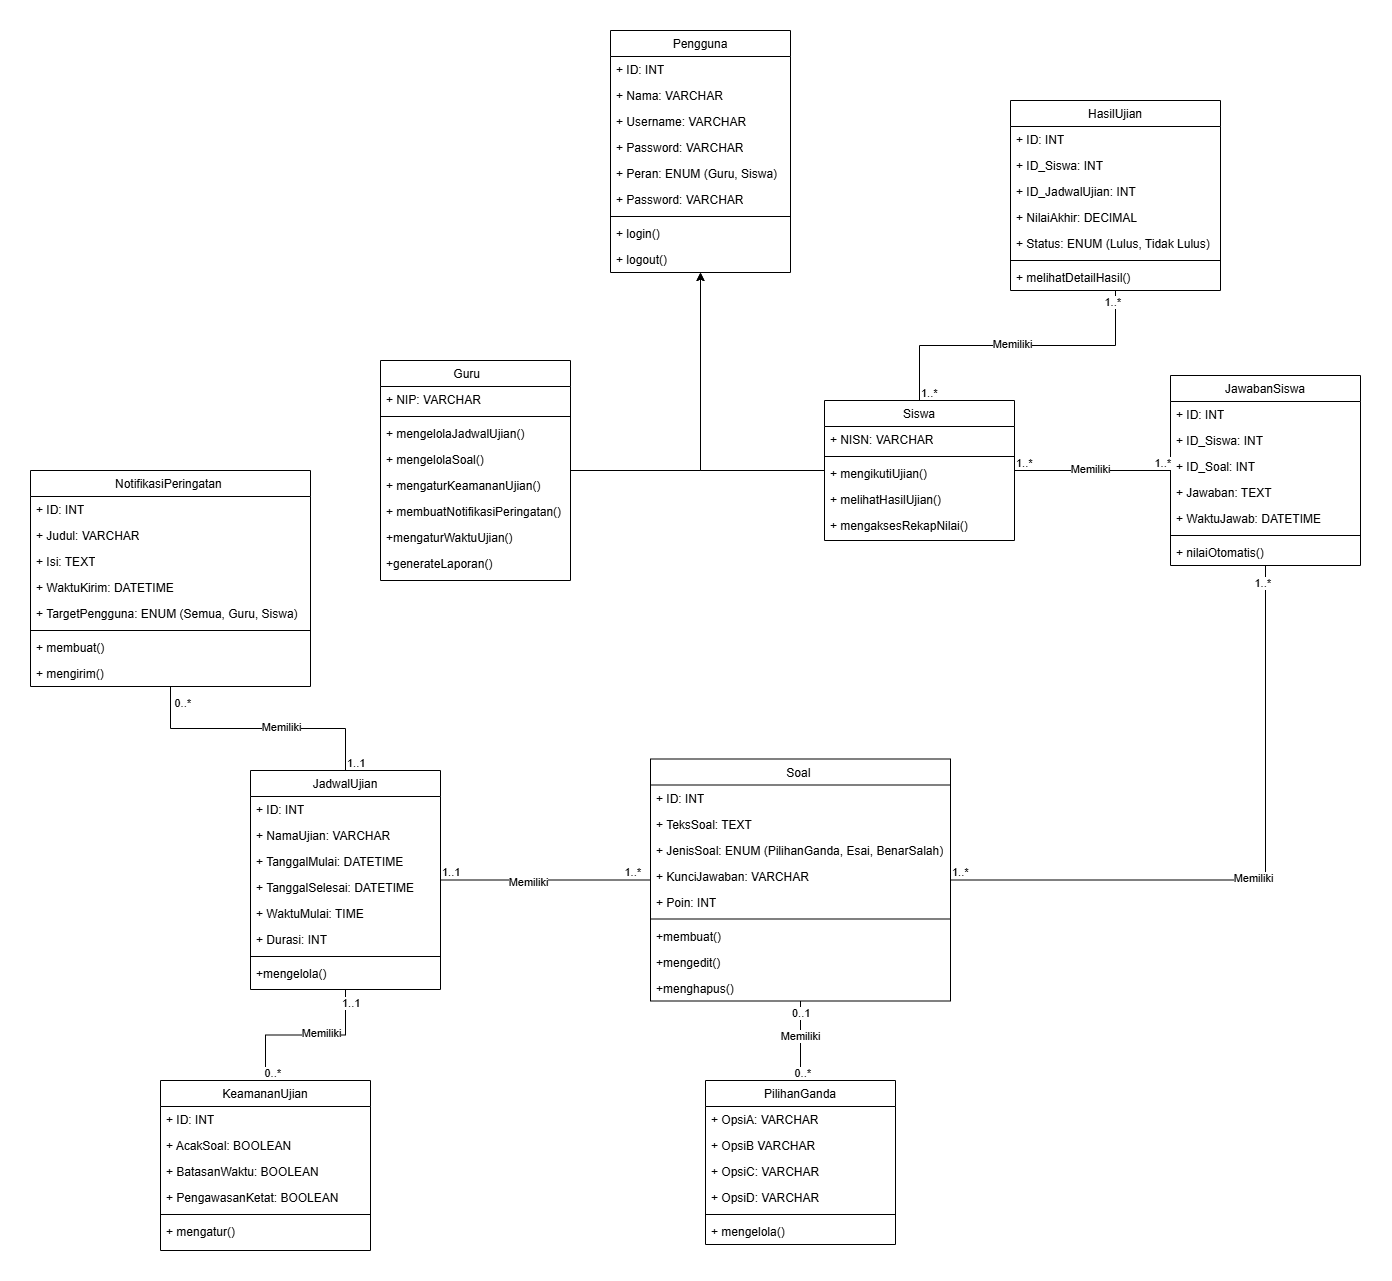 Pengguna
+ ID: INT
+ Nama: VARCHAR
+ Username: VARCHAR
+ Password: VARCHAR
+ Peran: ENUM (Guru, Siswa)
+ Password: VARCHAR
+ login()
+ logout()
HasilUjian
+ ID: INT
+ ID_Siswa: INT
+ ID_JadwalUjian: INT
+ NilaiAkhir: DECIMAL
+ Status: ENUM (Lulus, Tidak Lulus)
+ melihatDetailHasil()
1..*
Memiliki
1..*
Guru
+ NIP: VARCHAR
+ mengelolaJadwalUjian()
+ mengelolaSoal()
+ mengaturKeamananUjian()
+ membuatNotifikasiPeringatan()
+mengaturWaktuUjian()
+generateLaporan()
Siswa
+ NISN: VARCHAR
+ mengikutiUjian()
+ melihatHasilUjian()
+ mengaksesRekapNilai()
1..*
Memiliki
1..*
JawabanSiswa
+ ID: INT
+ ID_Siswa: INT
+ ID_Soal: INT
+ Jawaban: TEXT
+ WaktuJawab: DATETIME
+ nilaiOtomatis()
1..*
NotifikasiPeringatan
+ ID: INT
+ Judul: VARCHAR
+ Isi: TEXT
+ WaktuKirim: DATETIME
+ TargetPengguna: ENUM (Semua, Guru, Siswa)
+ membuat()
+ mengirim()
0..*
Memiliki
1..1
JadwalUjian
+ ID: INT
+ NamaUjian: VARCHAR
+ TanggalMulai: DATETIME
+ TanggalSelesai: DATETIME
+ WaktuMulai: TIME
+ Durasi: INT
+mengelola()
1..1
Memiliki
1..*
Soal
+ ID: INT
+ TeksSoal: TEXT
+ JenisSoal: ENUM (PilihanGanda, Esai, BenarSalah)
+ KunciJawaban: VARCHAR
+ Poin: INT
+membuat()
+mengedit()
+menghapus()
1..*
Memiliki
1..1
Memiliki
0..*
KeamananUjian
+ ID: INT
+ AcakSoal: BOOLEAN
+ BatasanWaktu: BOOLEAN
+ PengawasanKetat: BOOLEAN
+ mengatur()
0..1
Memiliki
0..*
PilihanGanda
+ OpsiA: VARCHAR
+ OpsiB VARCHAR
+ OpsiC: VARCHAR
+ OpsiD: VARCHAR
+ mengelola()